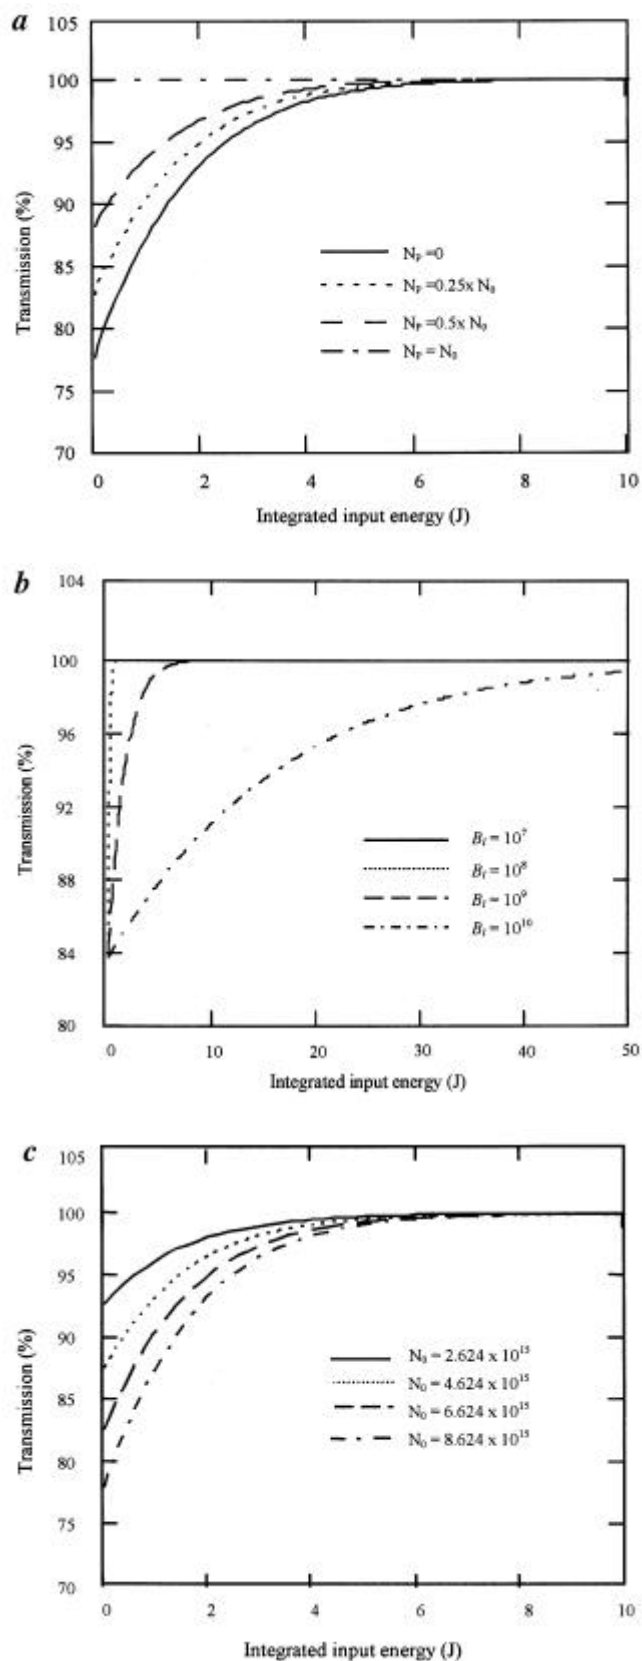 a
105
100
95
90
85
80
75
70
Transmission (%)
N_P =0
N_P =0.25x N_0
N_P =0.5x N_0
N_P = N_0
0 2 4 6 8 10
Integrated input energy (J)
b
104
100
96
92
88
84
80
Transmission (%)
B_f = 10^7
B_f = 10^8
B_f = 10^9
B_f = 10^10
0 10 20 30 40 50
Integrated input energy (J)
c
105
100
95
90
85
80
75
70
Transmission (%)
N_0 = 2.624 x 10^15
N_0 = 4.624 x 10^15
N_0 = 6.624 x 10^15
N_0 = 8.624 x 10^15
0 2 4 6 8 10
Integrated input energy (J)